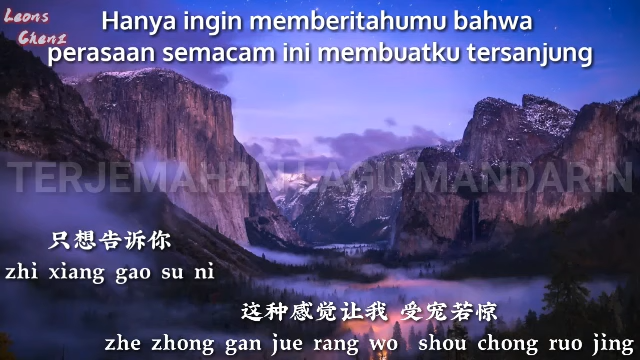 Leons
Chenz
Hanya ingin memberitahumu bahwa
perasaan semacam ini membuatku tersanjung
TERJEMAHAN LAGU MANDARIN
只想告诉你
zhi xiang gao su ni
这种感觉让我 受宠若惊
zhe zhong gan jue rang wo shou chong ruo jing